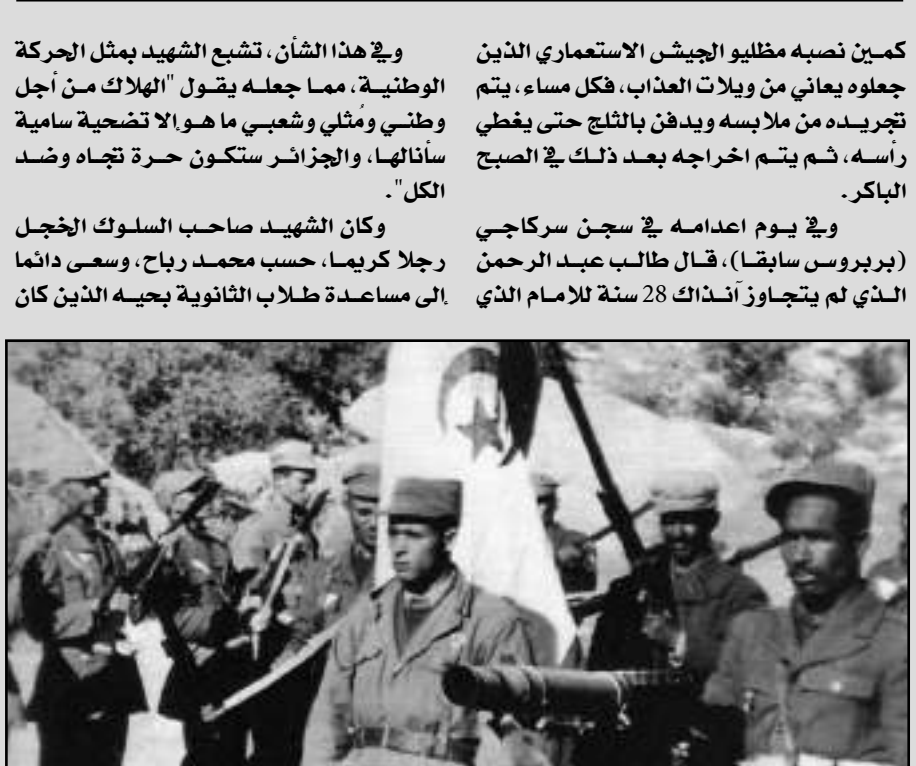 كمين نصبه مظليو الجيش الاستعماري الذين
جعلوه يعاني من ويلات العذاب، فكل مساء، يتم
تجريده من ملابسه ويدفن بالثلج حتى يغطي
رأسه، ثم يتم اخراجه بعد ذلك في الصبح
الباكر.
وفي يوم اعدامه في سجن سركاجي
(بربروس سابقا)، قال طالب عبد الرحمن
الذي لم يتجاوز آنذاك 28 سنة للامام الذي
وفي هذا الشأن، تشبع الشهيد بمثل الحركة
الوطنية، مما جعله يقول "الهلاك من أجل
وطني ومُثلي وشعبي ما هو إلا تضحية سامية
سأنالها، والجزائر ستكون حرة تجاه وضد
الكل".
وكان الشهيد صاحب السلوك الخجل
رجلا كريما، حسب محمد رباح، وسعى دائما
إلى مساعدة طلاب الثانوية بحيه الذين كان